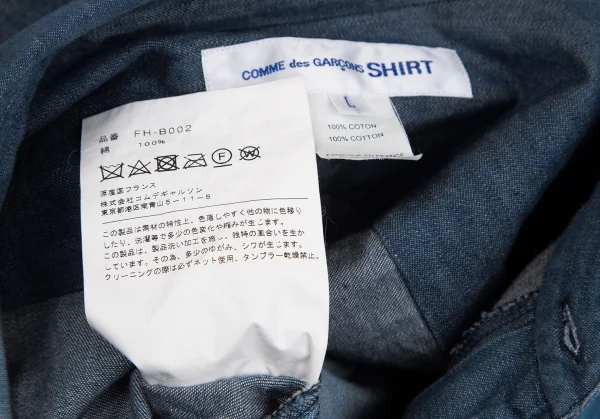 COMME des GARÇONS SHIRT
L
100% COTON
100% COTTON
FRANCE
品番 FH-B002
綿 100%
原産国フランス
株式会社コムデギャルソン
東京都港区南青山5-11-5
この製品は素材の特性上、色落しやすく他の物に色移り
したり、洗濯等で多少の色変化や縮みが生じます。
この製品は、製品洗い加工を施し、独特の風合いを生か
しています。その為、多少のゆがみ、シワが生じます。
クリーニングの際は必ずネット使用、タンブラー乾燥禁止。